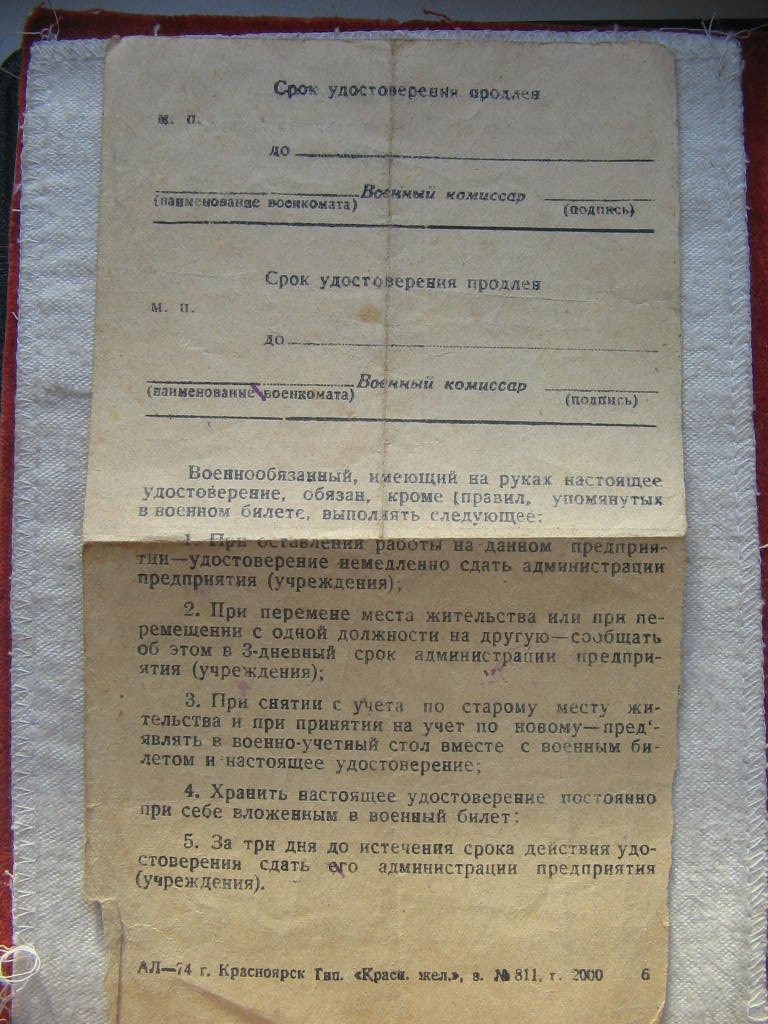 Срок удостоверения продлен
м. п.
до
Военный комиссар
(наименование военкомата) (подпись)
Срок удостоверения продлен
м. п.
до
Военный комиссар
(наименование военкомата) (подпись)
Военнообязанный, имеющий на руках настоящее
удостоверение, обязан, кроме (правил, упомянутых
в военном билете, выполнять следующее:
1. При оставлении работы на данном предприя-
тии—удостоверение немедленно сдать администрации
предприятия (учреждения);
2. При перемене места жительства или при пе-
ремещении с одной должности на другую—сообщать
об этом в 3-дневный срок администрации предпри-
ятия (учреждения);
3. При снятии с учета по старому месту жи-
тельства и при принятии на учет по новому—пред'-
являть в военно-учетный стол вместе с военным би-
летом и настоящее удостоверение;
4. Хранить настоящее удостоверение постоянно
при себе вложенным в военный билет;
5. За три дня до истечения срока действия удо-
стоверения сдать его администрации предприятия
(учреждения).
АЛ—74 г. Красноярск Тип. «Красн. жел.», з. № 811, т. 2000 6